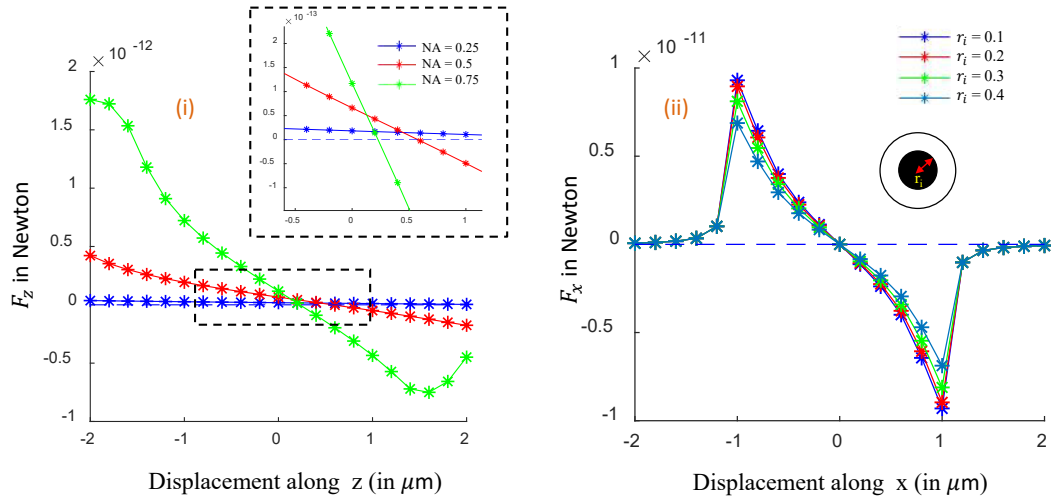 × 10 ⁻¹²
2
1.5
1
0.5
0
-0.5
-1
-2
-1
0
1
2
F_z in Newton
Displacement along z (in μm)
(i)
× 10 ⁻¹³
2
1.5
1
0.5
0
-0.5
-1
-0.5
0
0.5
1
NA = 0.25
NA = 0.5
NA = 0.75
× 10 ⁻¹¹
1
0.5
0
-0.5
-1
-2
-1
0
1
2
F_x in Newton
Displacement along x (in μm)
(ii)
r_i = 0.1
r_i = 0.2
r_i = 0.3
r_i = 0.4
r_i